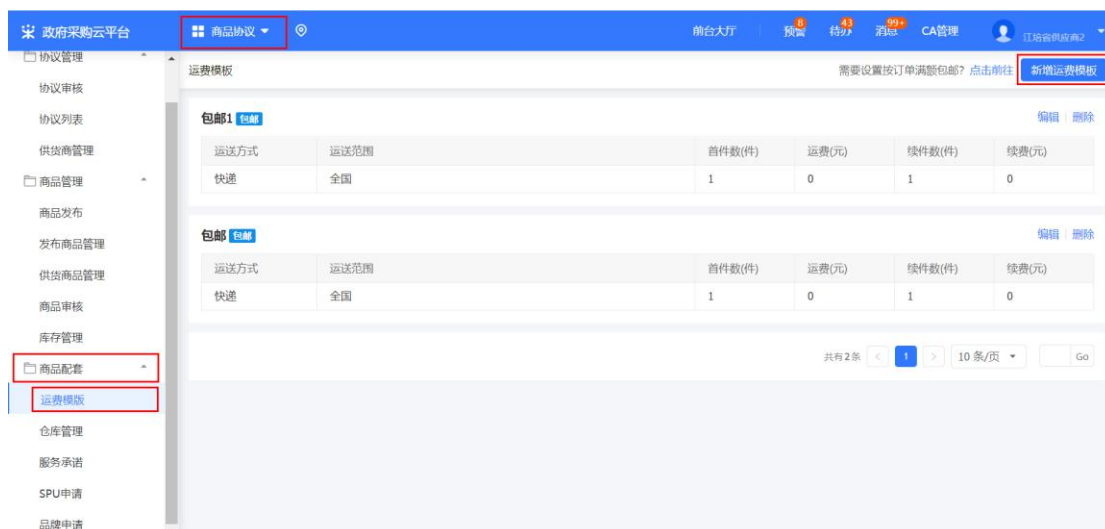 政府采购云平台 商品协议 前台大厅 预警 8 待办 43 消息 99+ CA管理 江培省供应商2
协议管理
协议审核
协议列表
供货商管理
商品管理
商品发布
发布商品管理
供货商品管理
商品审核
库存管理
商品配套
运费模版
仓库管理
服务承诺
SPU申请
品牌申请
运费模板 需要设置按订单满额包邮? 点击前往 新增运费模板
包邮1 包邮 编辑 删除
运送方式 运送范围 首件数(件) 运费(元) 续件数(件) 续费(元)
快递 全国 1 0 1 0
包邮 包邮 编辑 删除
运送方式 运送范围 首件数(件) 运费(元) 续件数(件) 续费(元)
快递 全国 1 0 1 0
共有2条 < 1 > 10 条/页 Go